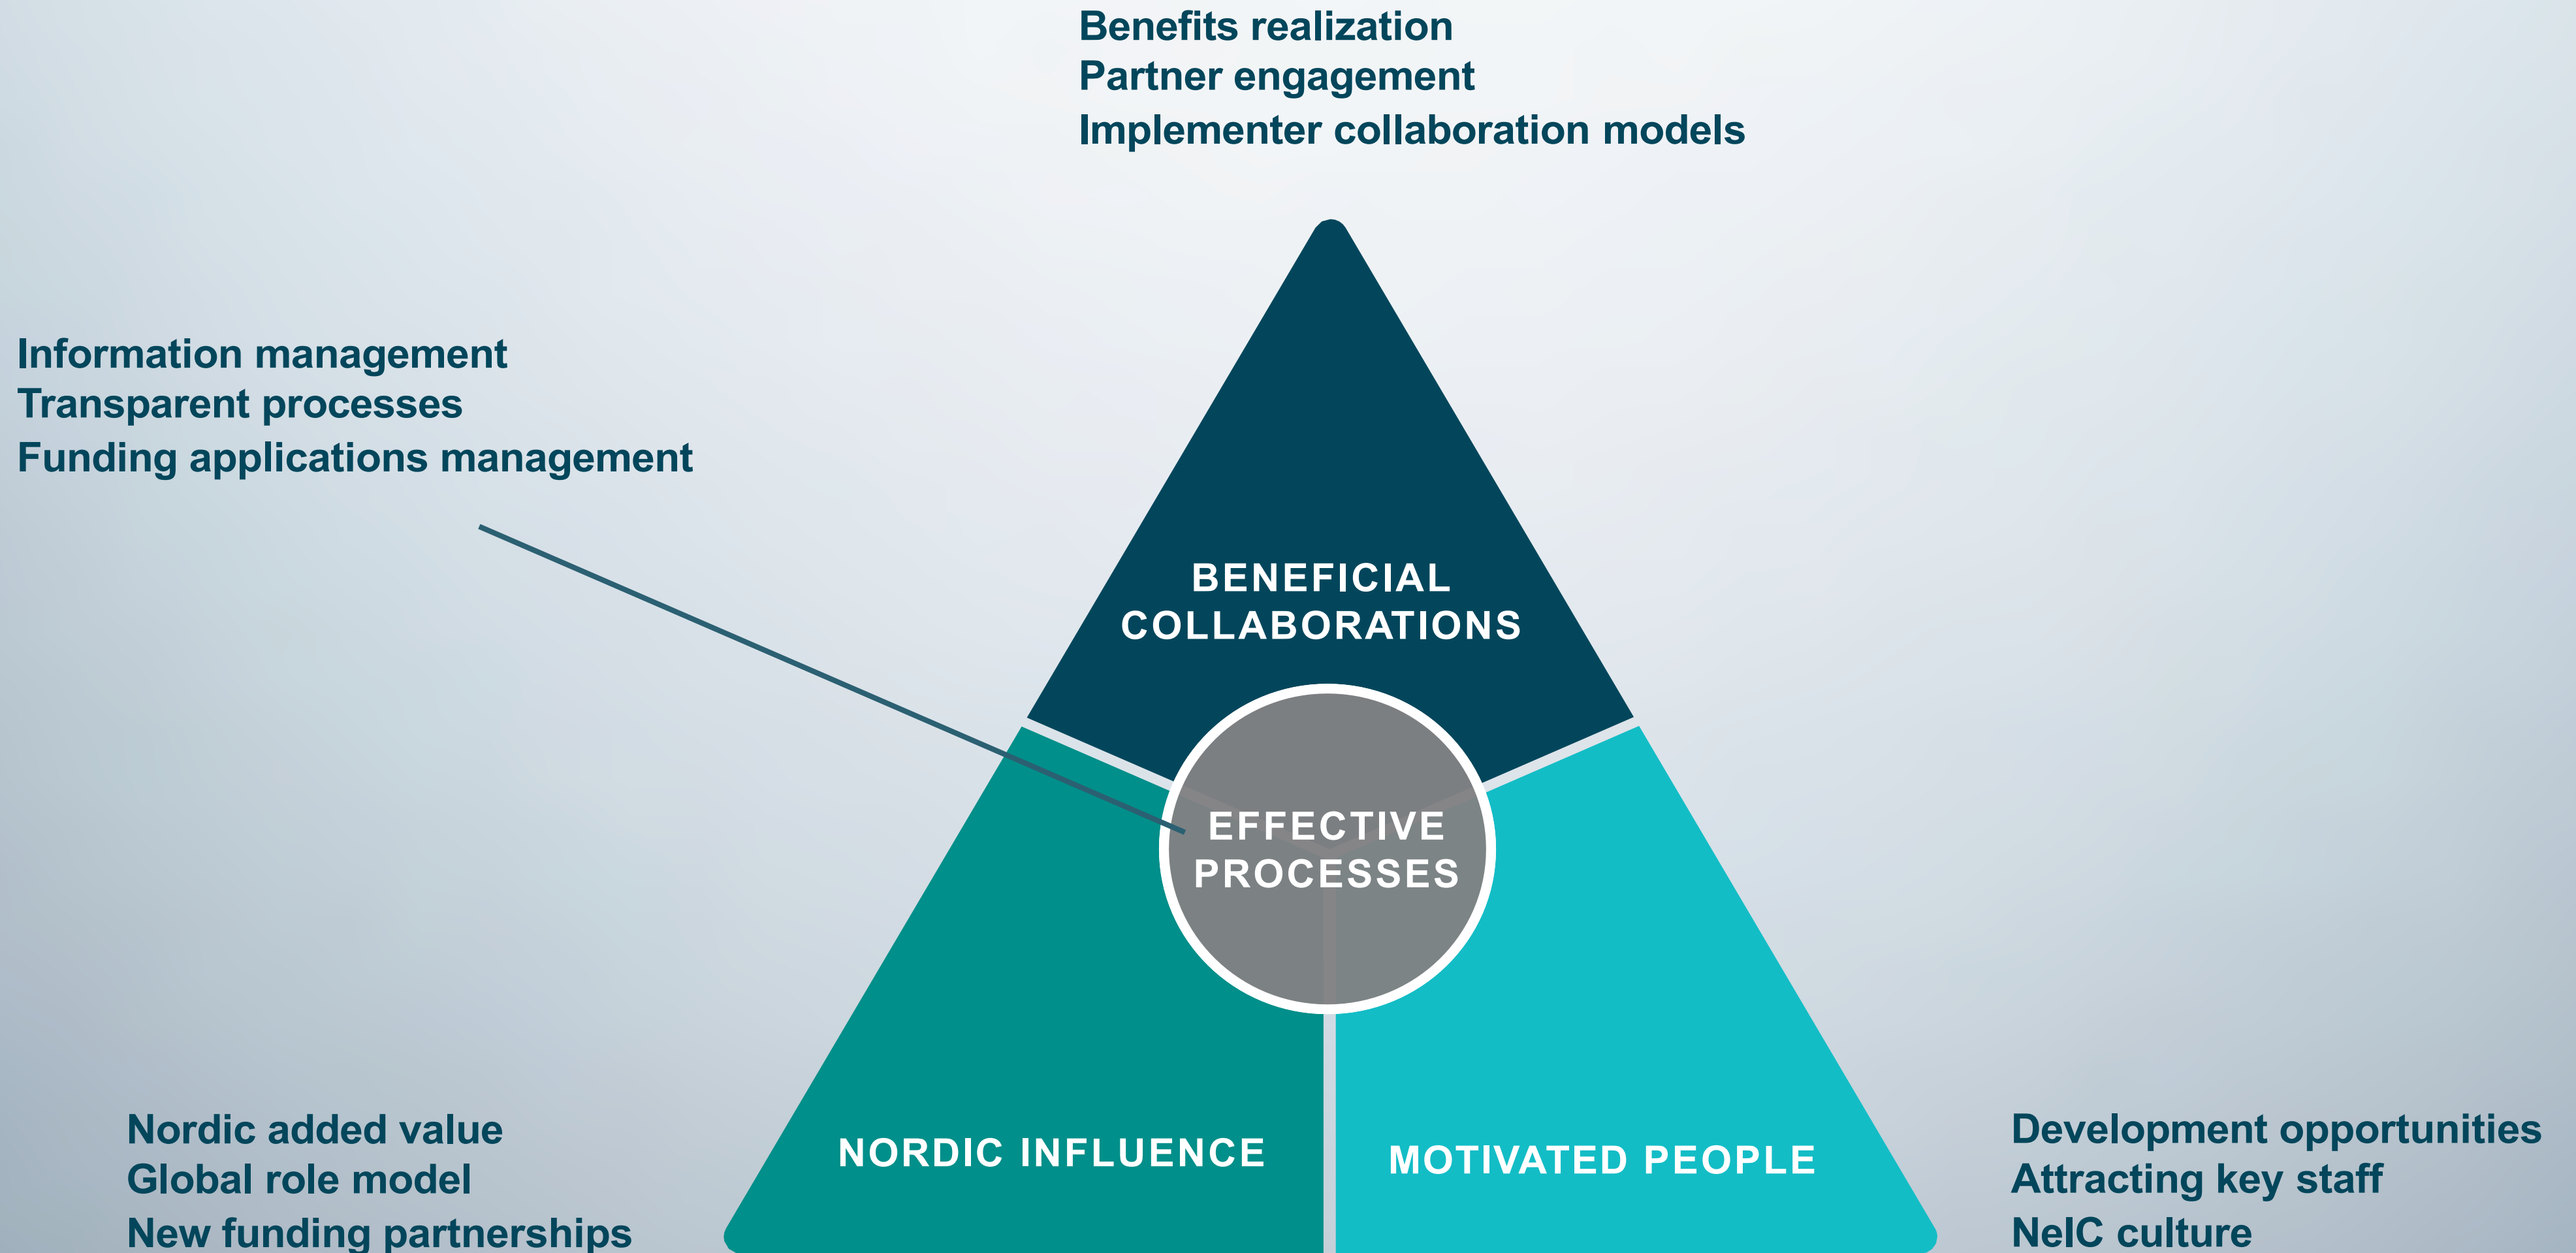 Benefits realization
Partner engagement
Implementer collaboration models
Information management
Transparent processes
Funding applications management
BENEFICIAL
COLLABORATIONS
EFFECTIVE
PROCESSES
NORDIC INFLUENCE
MOTIVATED PEOPLE
Nordic added value
Global role model
New funding partnerships
Development opportunities
Attracting key staff
NeIC culture